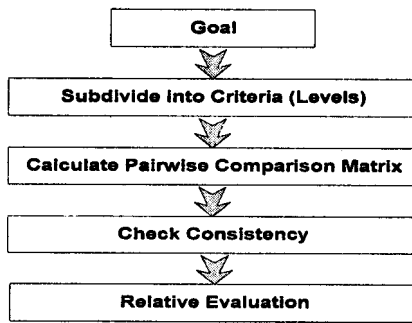 Goal
Subdivide into Criteria (Levels)
Calculate Pairwise Comparison Matrix
Check Consistency
Relative Evaluation